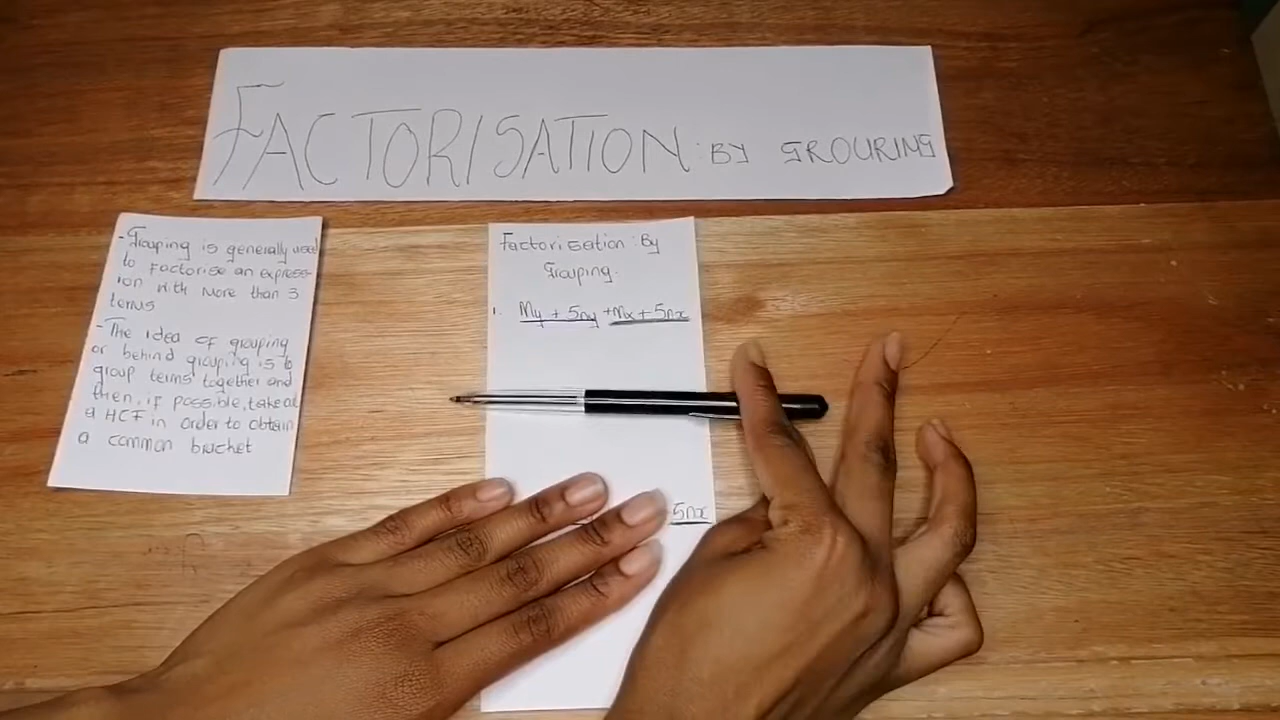 FACTORISATION: BY GROURING
- Grouping is generally used
to factorise an express-
ion with more than 3
terms
- The idea of grouping
or behind grouping is to
group terms together and
then, if possible, take out
a HCF in order to obtain
a common bracket
Factorisation: By
Grouping.
1. My + 5ny + Mx + 5nx
5nx